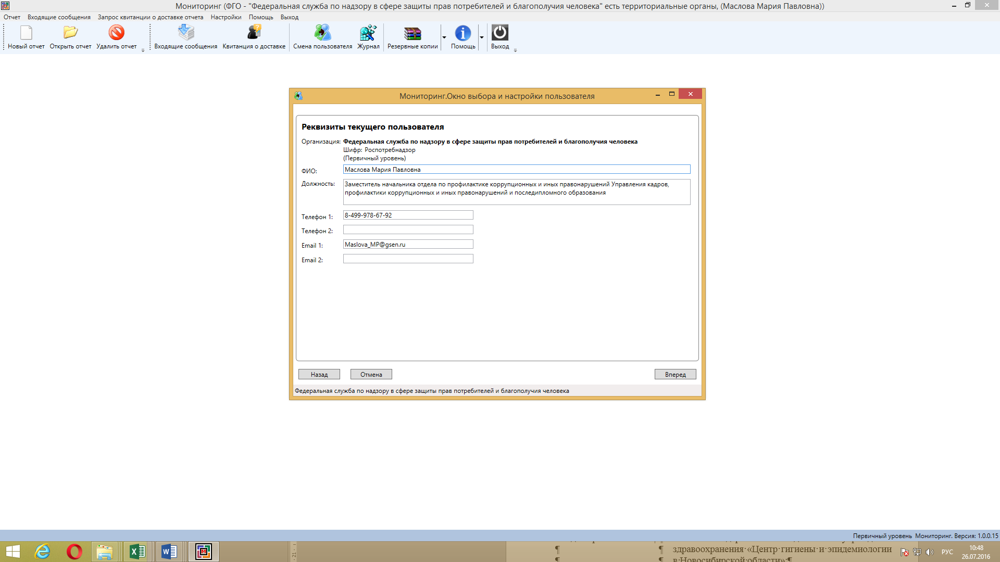 Мониторинг (ФГО - "Федеральная служба по надзору в сфере защиты прав потребителей и благополучия человека" есть территориальные органы, (Маслова Мария Павловна))
Отчет Входящие сообщения Запрос квитанции о доставке отчета Настройки Помощь Выход
Новый отчет Открыть отчет Удалить отчет Входящие сообщения Квитанция о доставке Смена пользователя Журнал Резервные копии Помощь Выход
Мониторинг.Окно выбора и настройки пользователя
Реквизиты текущего пользователя
Организация: Федеральная служба по надзору в сфере защиты прав потребителей и благополучия человека
Шифр: Роспотребнадзор
(Первичный уровень)
ФИО: Маслова Мария Павловна
Должность: Заместитель начальника отдела по профилактике коррупционных и иных правонарушений Управления кадров,
профилактики коррупционных и иных правонарушений и последипломного образования
Телефон 1: 8-499-978-67-92
Телефон 2:
Email 1: Maslova_MP@gsen.ru
Email 2:
Назад Отмена Вперед
Федеральная служба по надзору в сфере защиты прав потребителей и благополучия человека
Первичный уровень Мониторинг. Версия: 1.0.0.15
¶ ¶ здравоохранения·«Центр·гигиены·и·эпидемиологии
¶ ¶ в·Новосибирской·области»;¶
21
РУС
10:48
26.07.2016